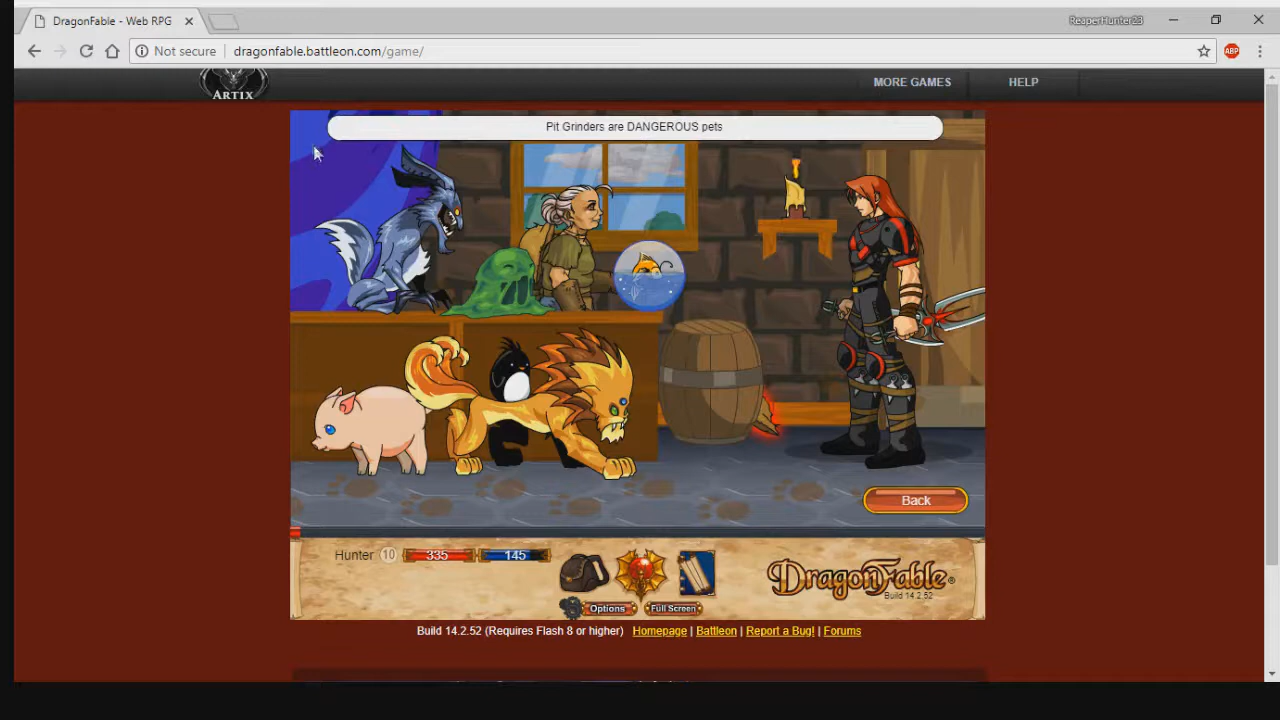 DragonFable - Web RPG
ReaperHunter23
Not secure
dragonfable.battleon.com/game/
ABP
ARTIX
MORE GAMES
HELP
Pit Grinders are DANGEROUS pets
Back
Hunter 10 335 145
DragonFable
Build 14.2.52
Options
Full Screen
Build 14.2.52 (Requires Flash 8 or higher) Homepage | Battleon | Report a Bug! | Forums